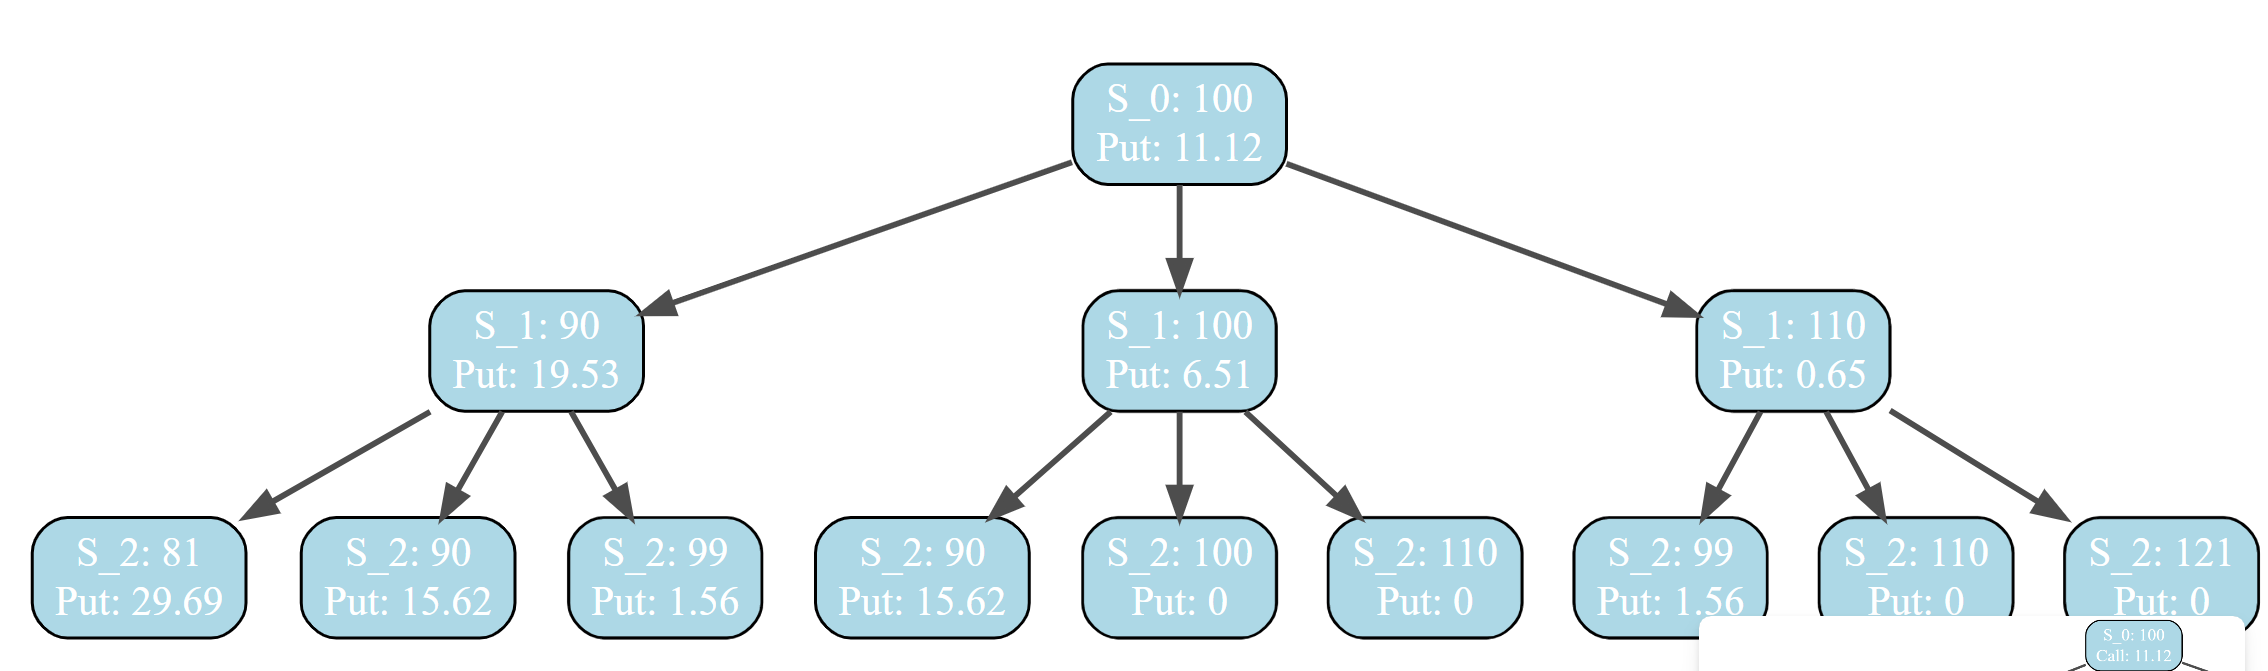 S_0: 100
Put: 11.12
S_1: 90
Put: 19.53
S_1: 100
Put: 6.51
S_1: 110
Put: 0.65
S_2: 81
Put: 29.69
S_2: 90
Put: 15.62
S_2: 99
Put: 1.56
S_2: 90
Put: 15.62
S_2: 100
Put: 0
S_2: 110
Put: 0
S_2: 99
Put: 1.56
S_2: 110
Put: 0
S_2: 121
Put: 0
S_0: 100
Call: 11.12